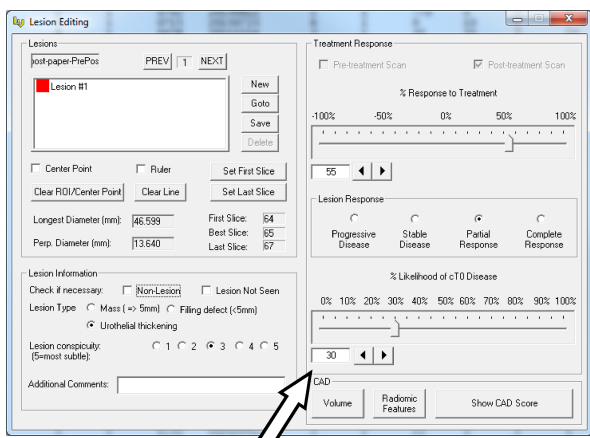 Lesion Editing
Lesions
post-paper-PrePos
PREV 1 NEXT
Lesion #1
New
Goto
Save
Delete
Center Point
Ruler
Set First Slice
Clear ROI/Center Point
Clear Line
Set Last Slice
Longest Diameter (mm): 46.599
First Slice: 64
Best Slice: 65
Perp. Diameter (mm): 13.640
Last Slice: 67
Lesion Information
Check if necessary: Non-Lesion Lesion Not Seen
Lesion Type Mass ( => 5mm) Filling defect (<5mm)
Urothelial thickening
Lesion conspicuity: 1 2 3 4 5
(5=most subtle):
Additional Comments:
Treatment Response
Pre-treatment Scan Post-treatment Scan
% Response to Treatment
-100% -50% 0% 50% 100%
55
Lesion Response
Progressive Disease
Stable Disease
Partial Response
Complete Response
% Likelihood of cT0 Disease
0% 10% 20% 30% 40% 50% 60% 70% 80% 90% 100%
30
CAD
Volume
Radiomic Features
Show CAD Score